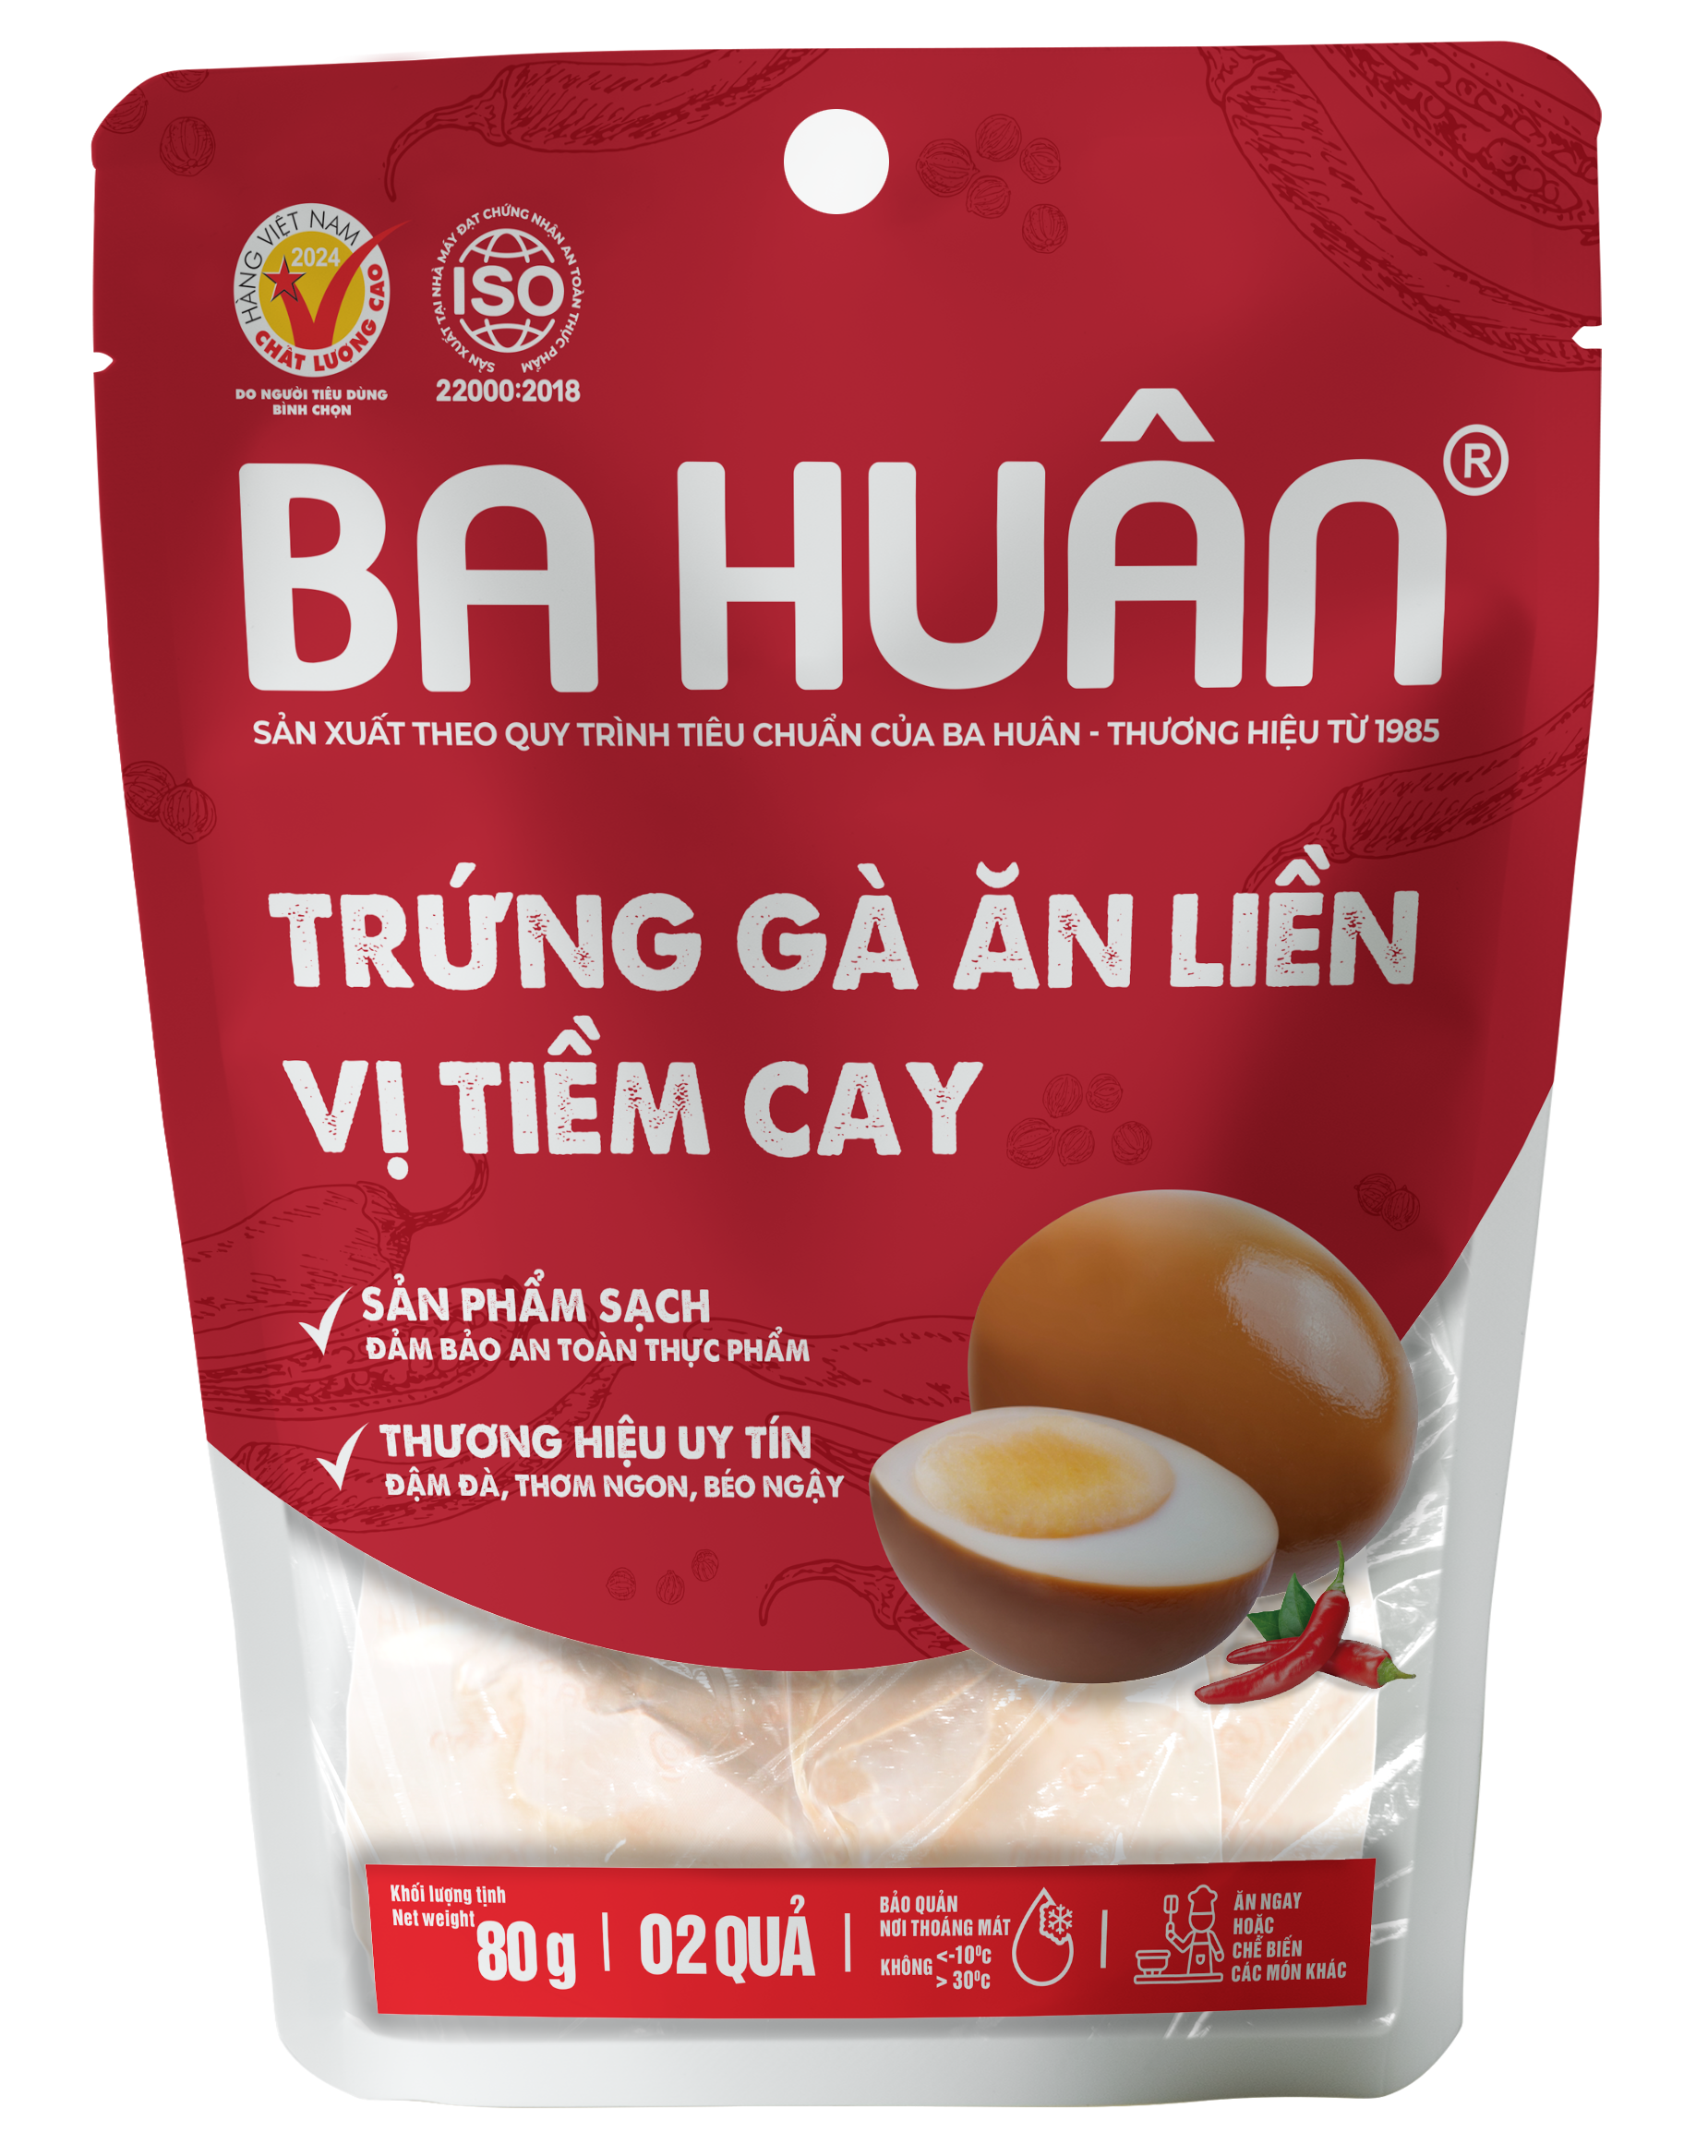 HÀNG VIỆT NAM
2024
CHẤT LƯỢNG CAO
DO NGƯỜI TIÊU DÙNG
BÌNH CHỌN
SẢN XUẤT TẠI NHÀ MÁY ĐẠT CHỨNG NHẬN AN TOÀN THỰC PHẨM
ISO
22000:2018
BA HUÂN®
SẢN XUẤT THEO QUY TRÌNH TIÊU CHUẨN CỦA BA HUÂN - THƯƠNG HIỆU TỪ 1985
TRỨNG GÀ ĂN LIỀN
VỊ TIỀM CAY
SẢN PHẨM SẠCH
ĐẢM BẢO AN TOÀN THỰC PHẨM
THƯƠNG HIỆU UY TÍN
ĐẬM ĐÀ, THƠM NGON, BÉO NGẬY
Khối lượng tịnh
Net weight 80 g
02 QUẢ
BẢO QUẢN
NƠI THOÁNG MÁT
KHÔNG <-10⁰c
> 30⁰c
ĂN NGAY
HOẶC
CHẾ BIẾN
CÁC MÓN KHÁC